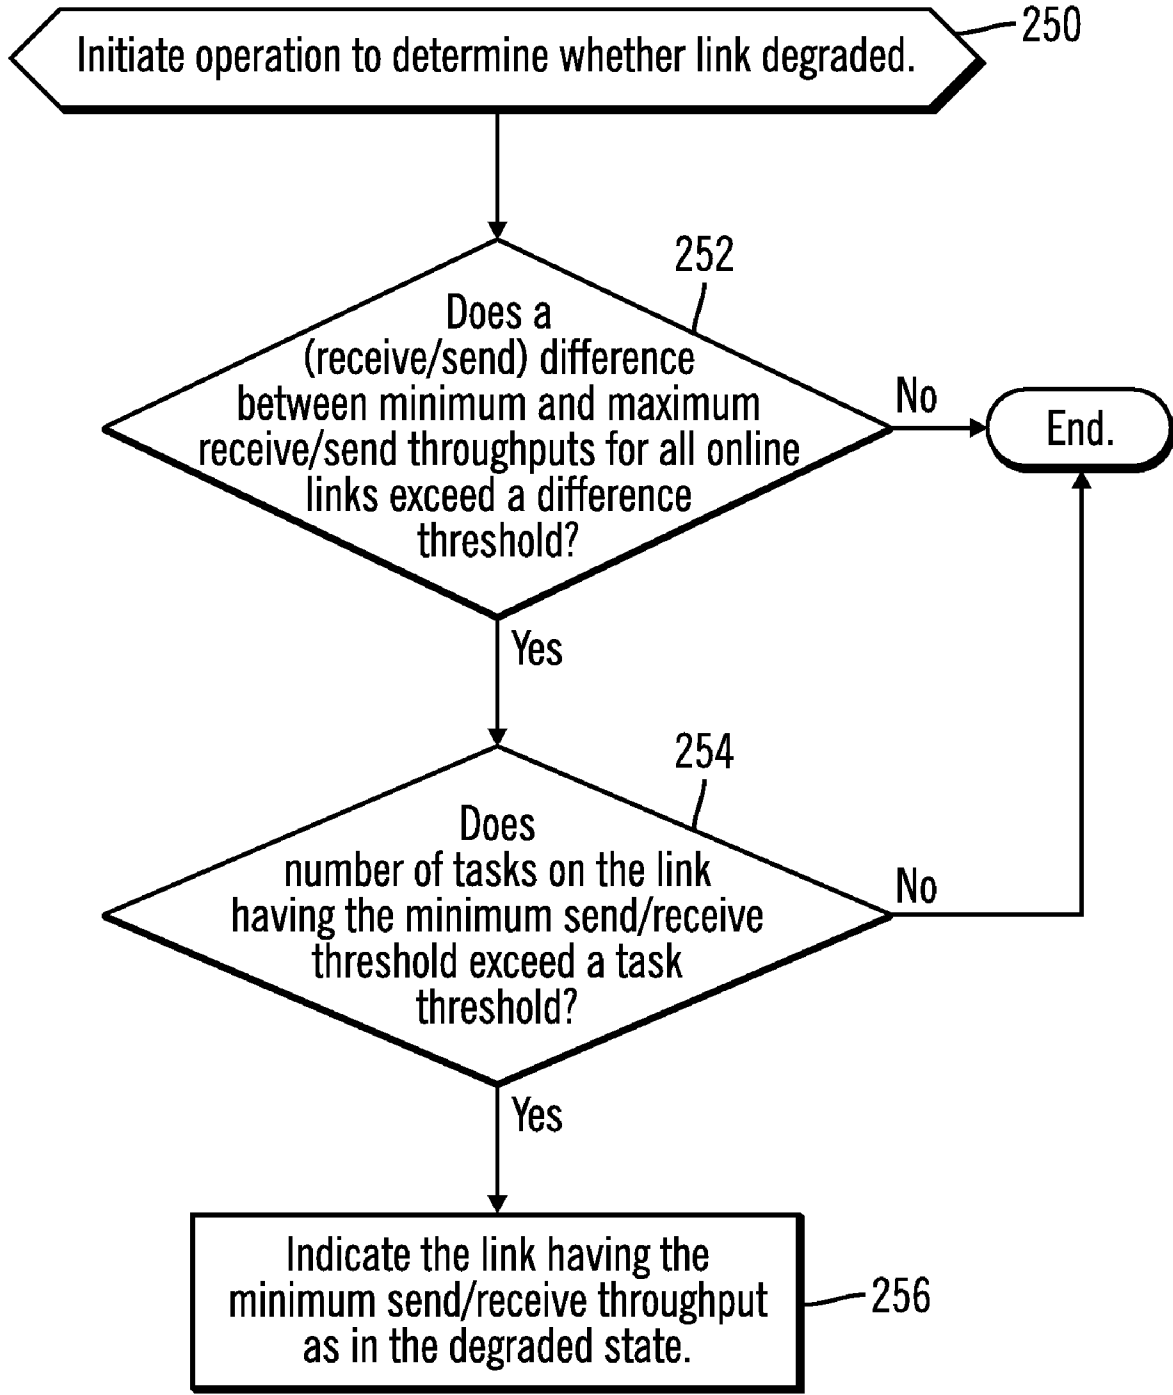 Initiate operation to determine whether link degraded.
250
252
Does a
(receive/send) difference
between minimum and maximum
receive/send throughputs for all online
links exceed a difference
threshold?
No
End.
Yes
254
Does
number of tasks on the link
having the minimum send/receive
threshold exceed a task
threshold?
No
Yes
Indicate the link having the
minimum send/receive throughput
as in the degraded state.
256